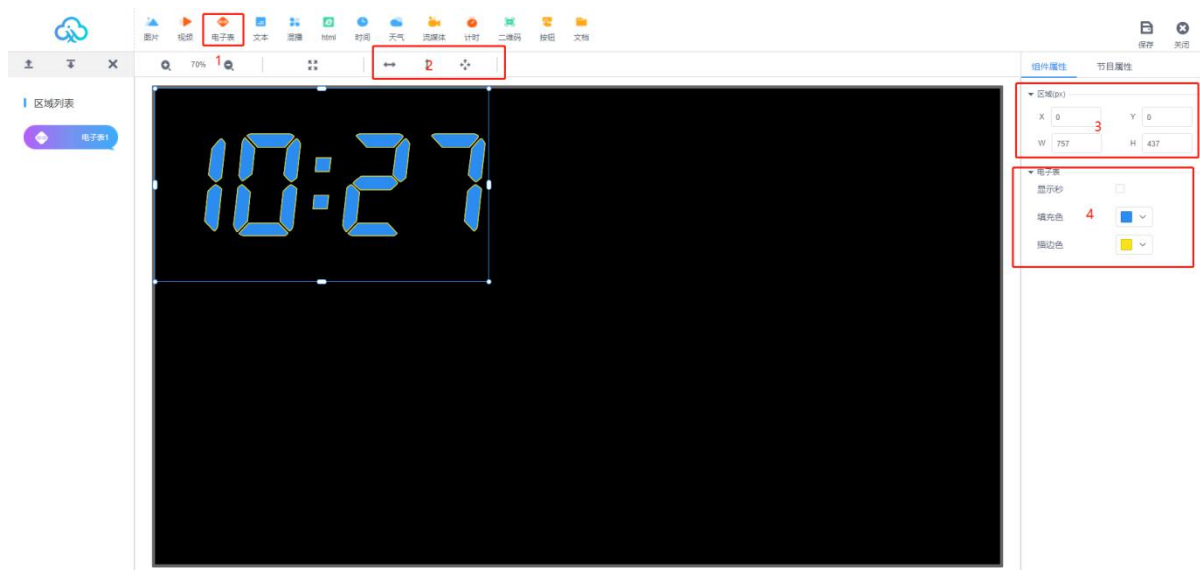 图片 视频 电子表 文本 混播 html 时间 天气 流媒体 计时 二维码 按钮 文档
保存 关闭
70% 1 2
组件属性 节目属性
区域列表
电子表1
区域(px)
X 0 Y 0
3
W 757 H 437
10:27
电子表
显示秒
填充色 4
描边色